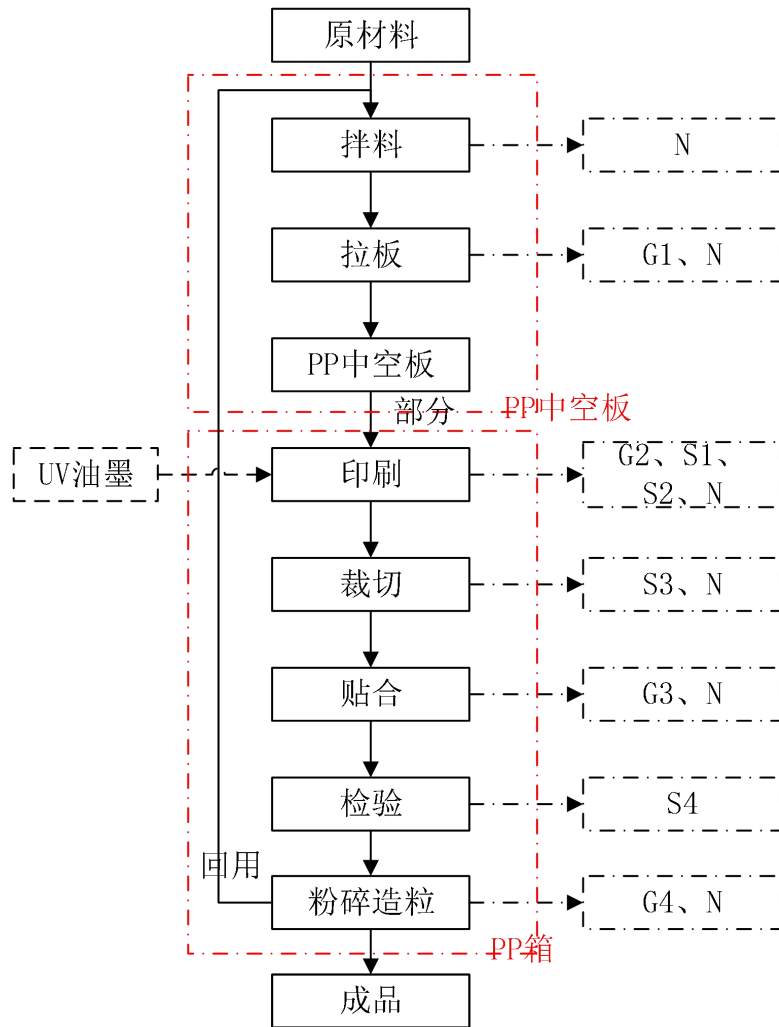 原材料
拌料
N
拉板
G1、N
PP中空板
PP中空板
部分
UV油墨
印刷
G2、S1、
S2、N
裁切
S3、N
贴合
G3、N
检验
S4
回用
粉碎造粒
G4、N
PP箱
成品